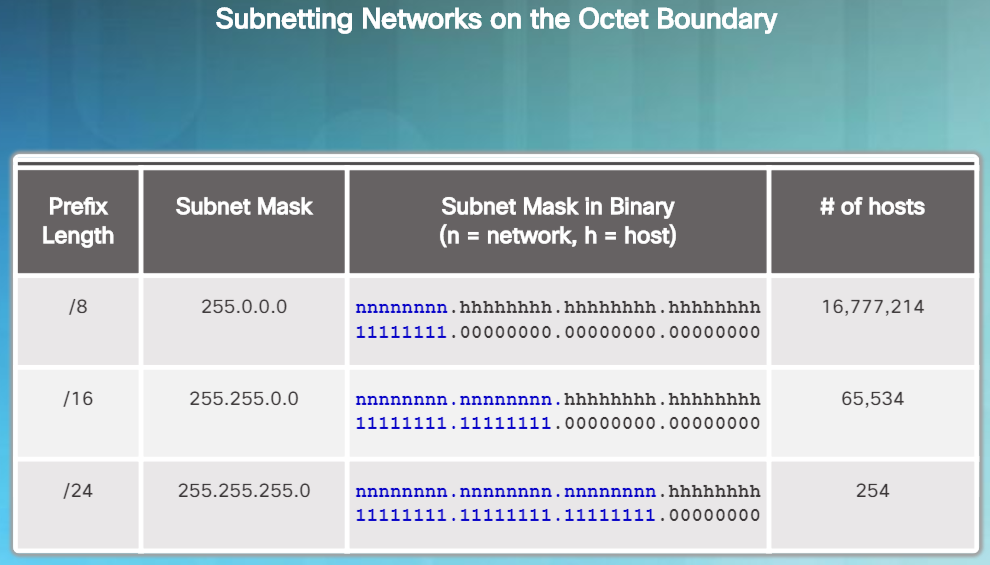 Subnetting Networks on the Octet Boundary
Prefix Length
Subnet Mask
Subnet Mask in Binary
(n = network, h = host)
# of hosts
/8
255.0.0.0
nnnnnnnn.hhhhhhhh.hhhhhhhh.hhhhhhhh
11111111.00000000.00000000.00000000
16,777,214
/16
255.255.0.0
nnnnnnnn.nnnnnnnn.hhhhhhhh.hhhhhhhh
11111111.11111111.00000000.00000000
65,534
/24
255.255.255.0
nnnnnnnn.nnnnnnnn.nnnnnnnn.hhhhhhhh
11111111.11111111.11111111.00000000
254